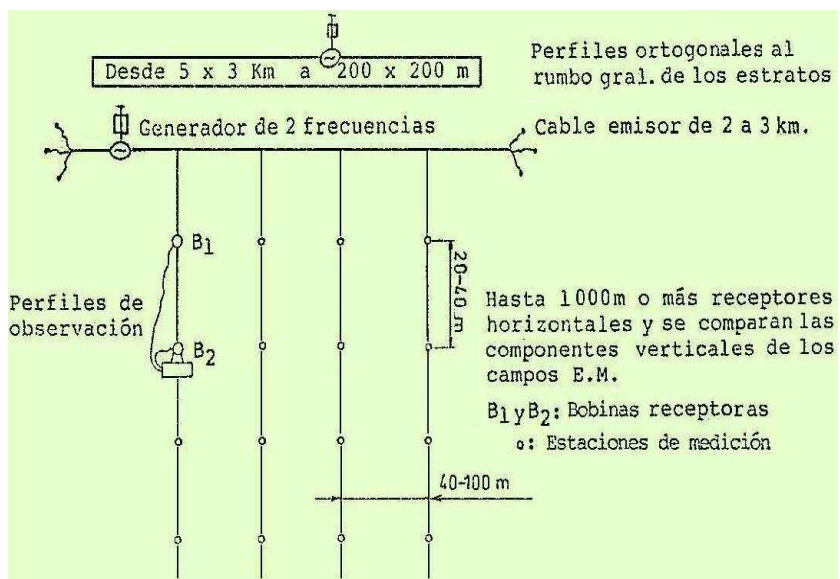 Desde 5 x 3 Km a 200 x 200 m
Perfiles ortogonales al
rumbo gral. de los estratos
Generador de 2 frecuencias
Cable emisor de 2 a 3 km.
B1
20-40 m
Perfiles de
observación
B2
Hasta 1000m o más receptores
horizontales y se comparan las
componentes verticales de los
campos E.M.
B1yB2: Bobinas receptoras
o: Estaciones de medición
40-100 m